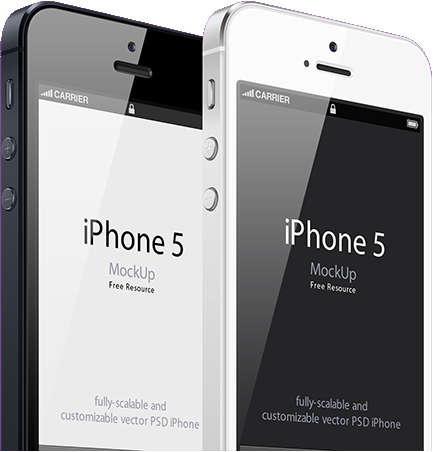 CARRIER
iPhone 5
MockUp
Free Resource
fully-scalable and
customizable vector PSD iPhone
CARRIER
iPhone 5
MockUp
Free Resource
fully-scalable and
customizable vector PSD iPhone